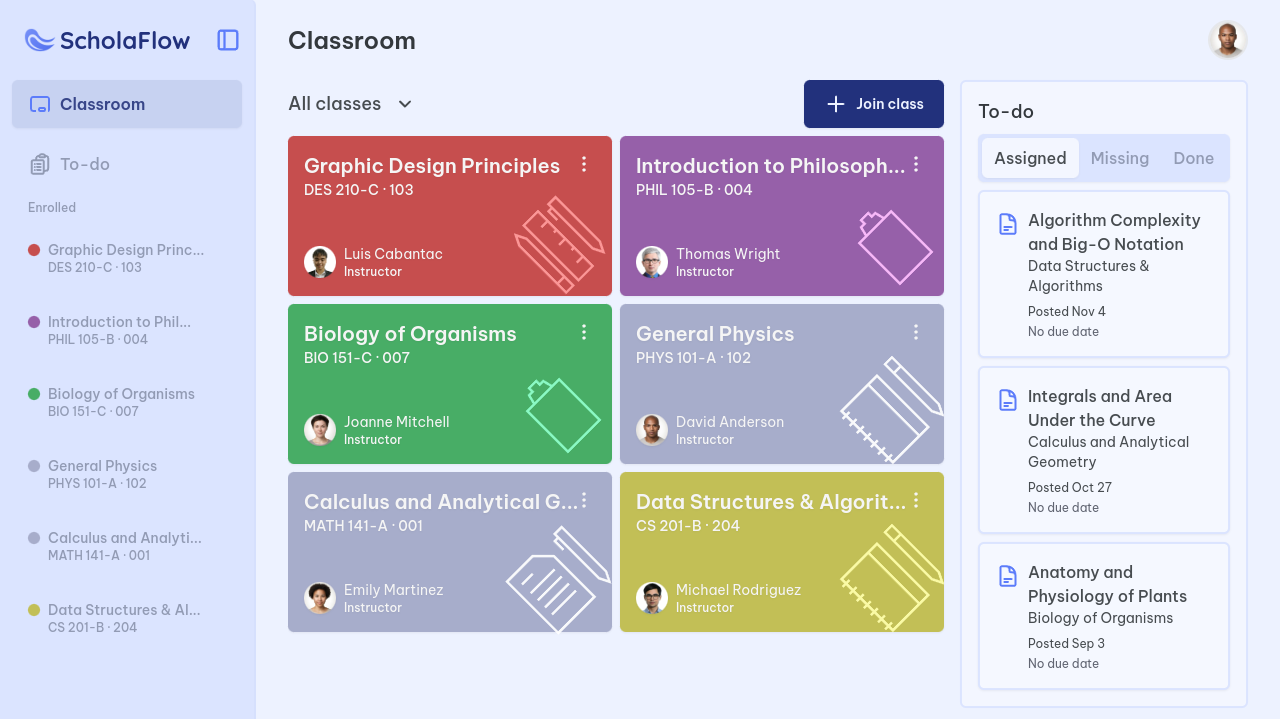 ScholaFlow
Classroom
To-do
Enrolled
Graphic Design Princ...
DES 210-C · 103
Introduction to Phil...
PHIL 105-B · 004
Biology of Organisms
BIO 151-C · 007
General Physics
PHYS 101-A · 102
Calculus and Analyti...
MATH 141-A · 001
Data Structures & Al...
CS 201-B · 204
Classroom
All classes
Join class
Graphic Design Principles
DES 210-C · 103
Luis Cabantac
Instructor
Introduction to Philosoph...
PHIL 105-B · 004
Thomas Wright
Instructor
Biology of Organisms
BIO 151-C · 007
Joanne Mitchell
Instructor
General Physics
PHYS 101-A · 102
David Anderson
Instructor
Calculus and Analytical G...
MATH 141-A · 001
Emily Martinez
Instructor
Data Structures & Algorit...
CS 201-B · 204
Michael Rodriguez
Instructor
To-do
Assigned Missing Done
Algorithm Complexity
and Big-O Notation
Data Structures &
Algorithms
Posted Nov 4
No due date
Integrals and Area
Under the Curve
Calculus and Analytical
Geometry
Posted Oct 27
No due date
Anatomy and
Physiology of Plants
Biology of Organisms
Posted Sep 3
No due date